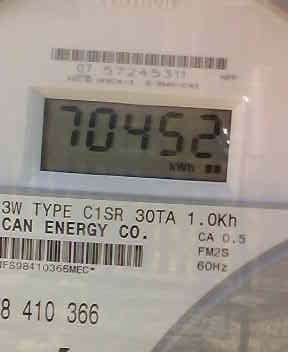 07 57245311
70452
kWh
3W TYPE C1SR 30TA 1.0Kh
CAN ENERGY CO.
CA 0.5
FM2S
60Hz
NFS98410366MEC*
8 410 366